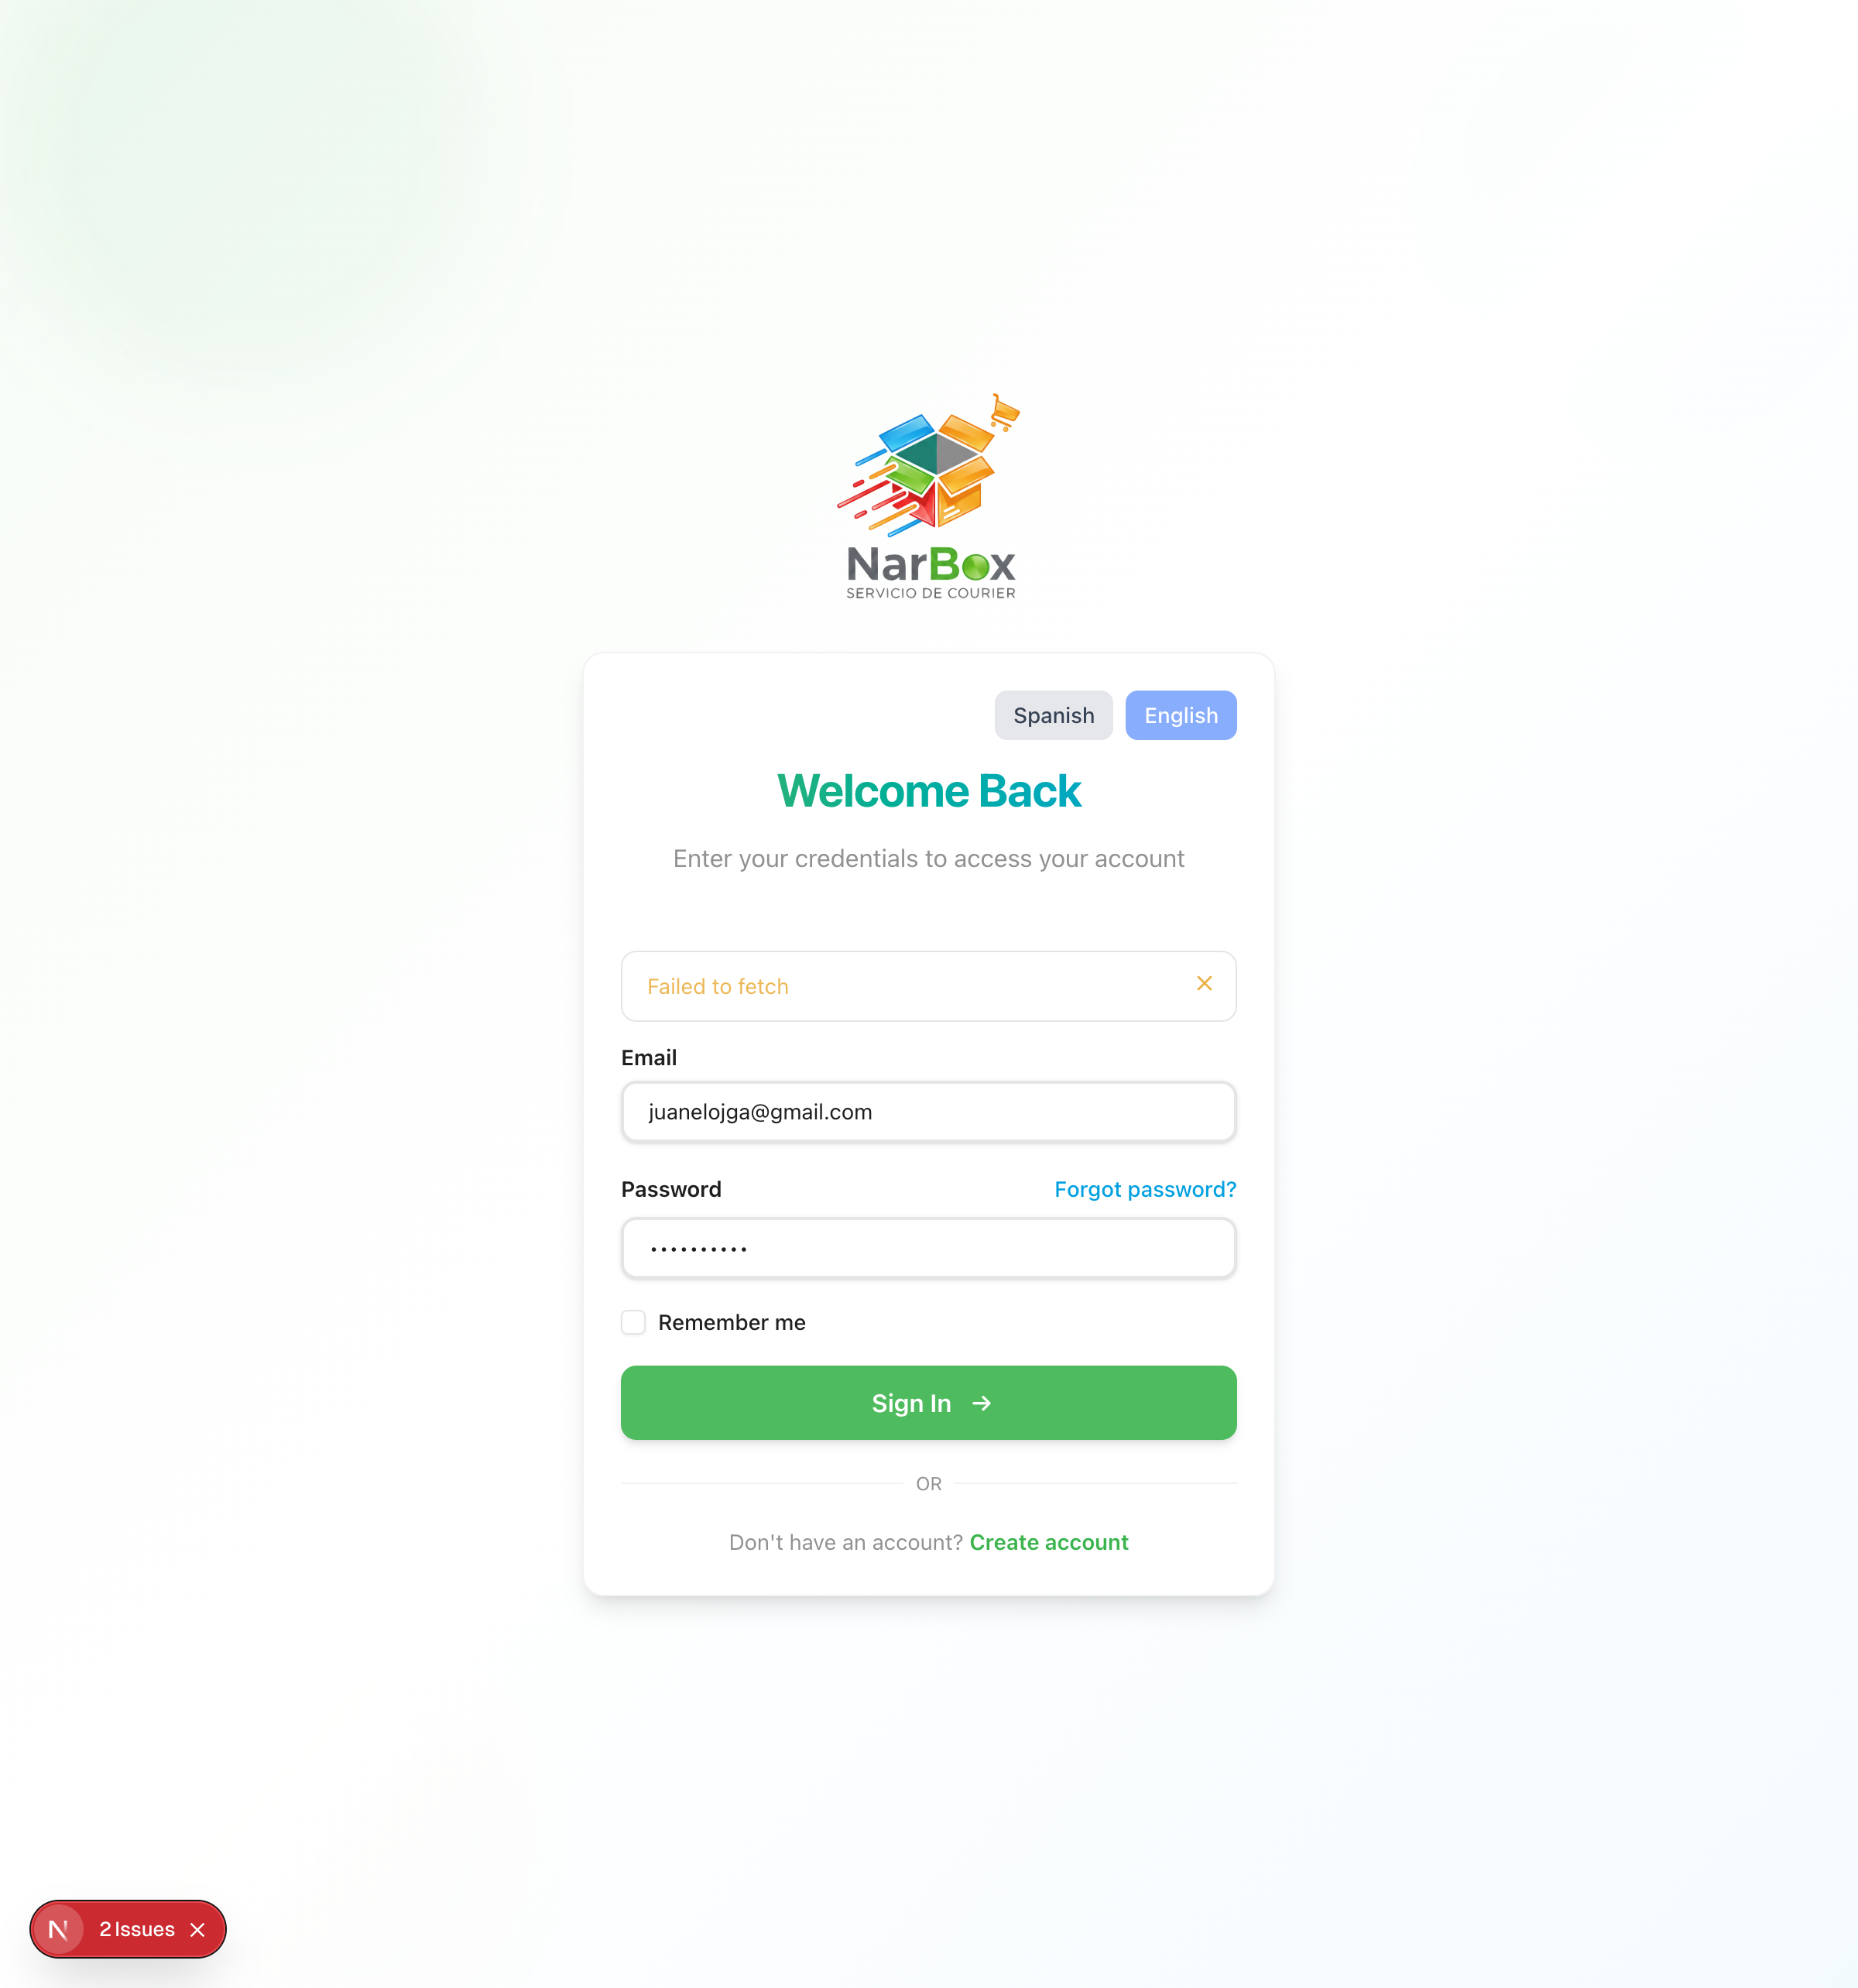 NarBox
SERVICIO DE COURIER
Spanish English
Welcome Back
Enter your credentials to access your account
Failed to fetch
Email
juanelojga@gmail.com
Password Forgot password?
Remember me
Sign In →
OR
Don't have an account? Create account
N 2 Issues